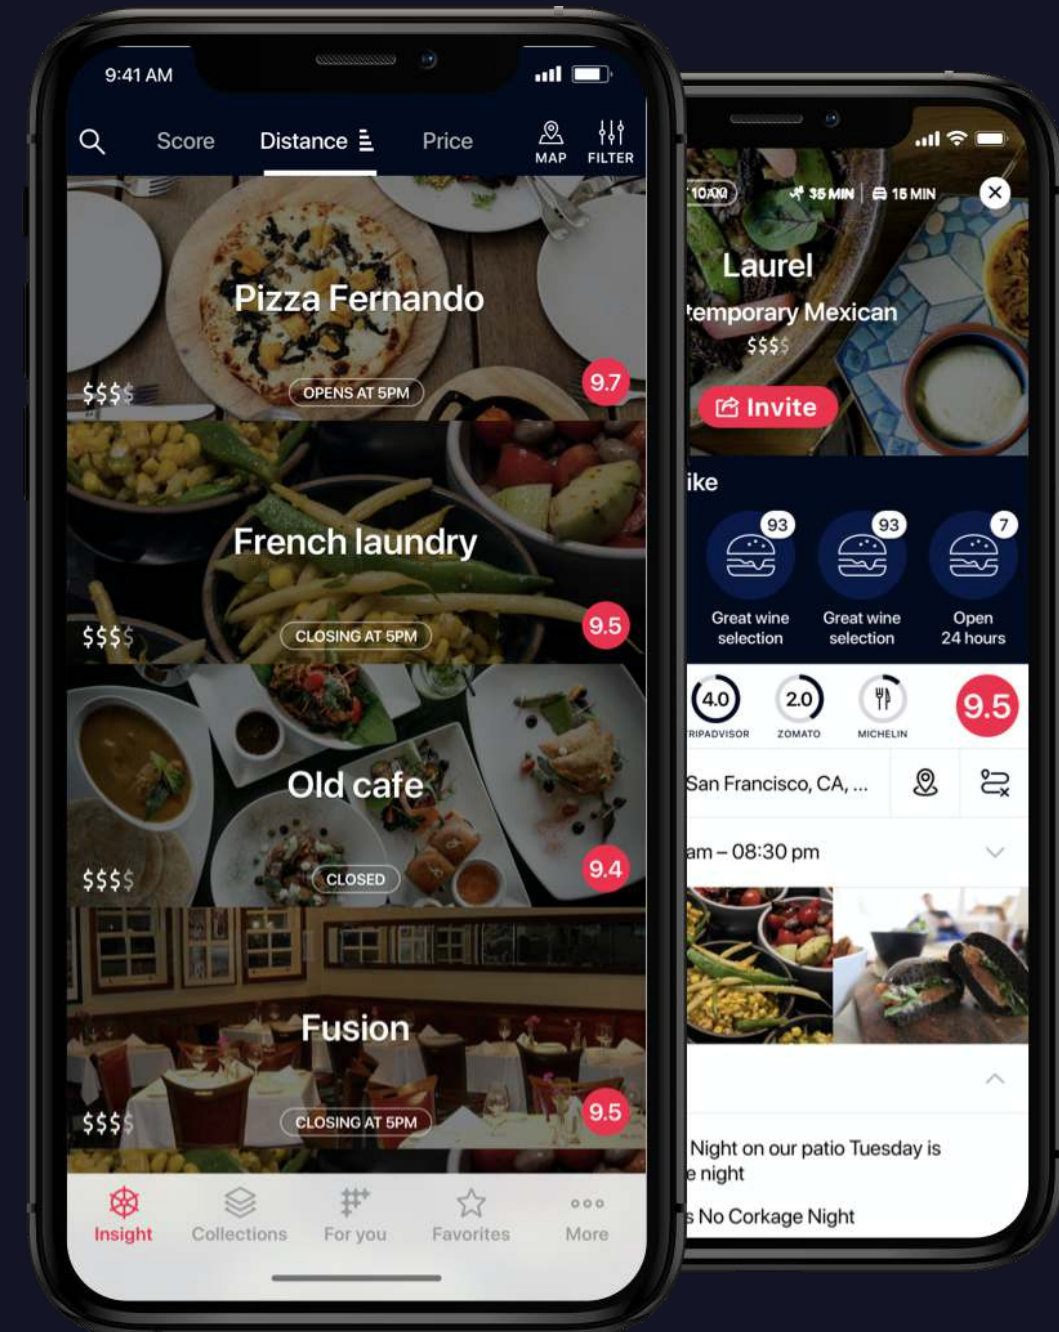 9:41 AM
Score
Distance
Price
MAP
FILTER
Pizza Fernando
$$$$
OPENS AT 5PM
9.7
French laundry
$$$$
CLOSING AT 5PM
9.5
Old cafe
$$$$
CLOSED
9.4
Fusion
$$$$
CLOSING AT 5PM
9.5
Insight
Collections
For you
Favorites
More
35 MIN
15 MIN
Laurel
temporary Mexican
$$$$
Invite
ike
93
93
7
Great wine
selection
Great wine
selection
Open
24 hours
4.0
2.0
9.5
RIPADVISOR
ZOMATO
MICHELIN
San Francisco, CA, ...
am – 08:30 pm
Night on our patio Tuesday is
e night
s No Corkage Night